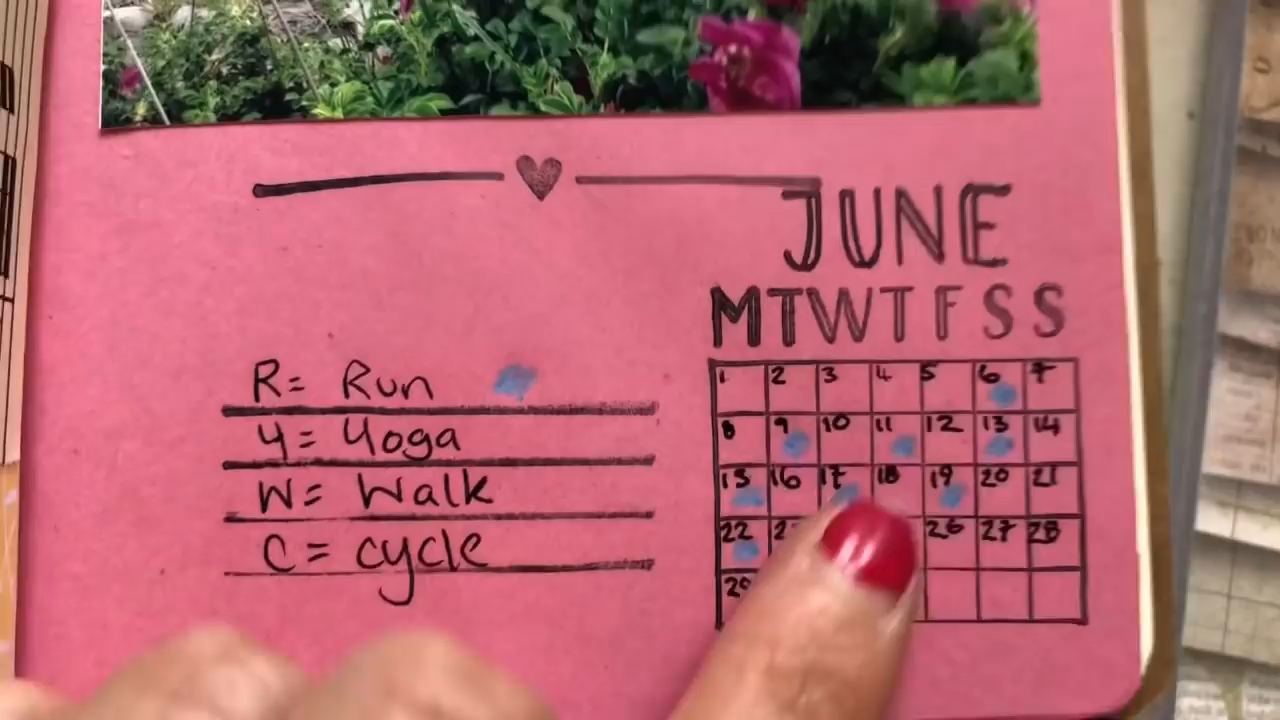 JUNE
M T W T F S S
R = Run
Y = Yoga
W = Walk
C = cycle
1 2 3 4 5 6 7
8 9 10 11 12 13 14
15 16 17 18 19 20 21
22 26 27 28